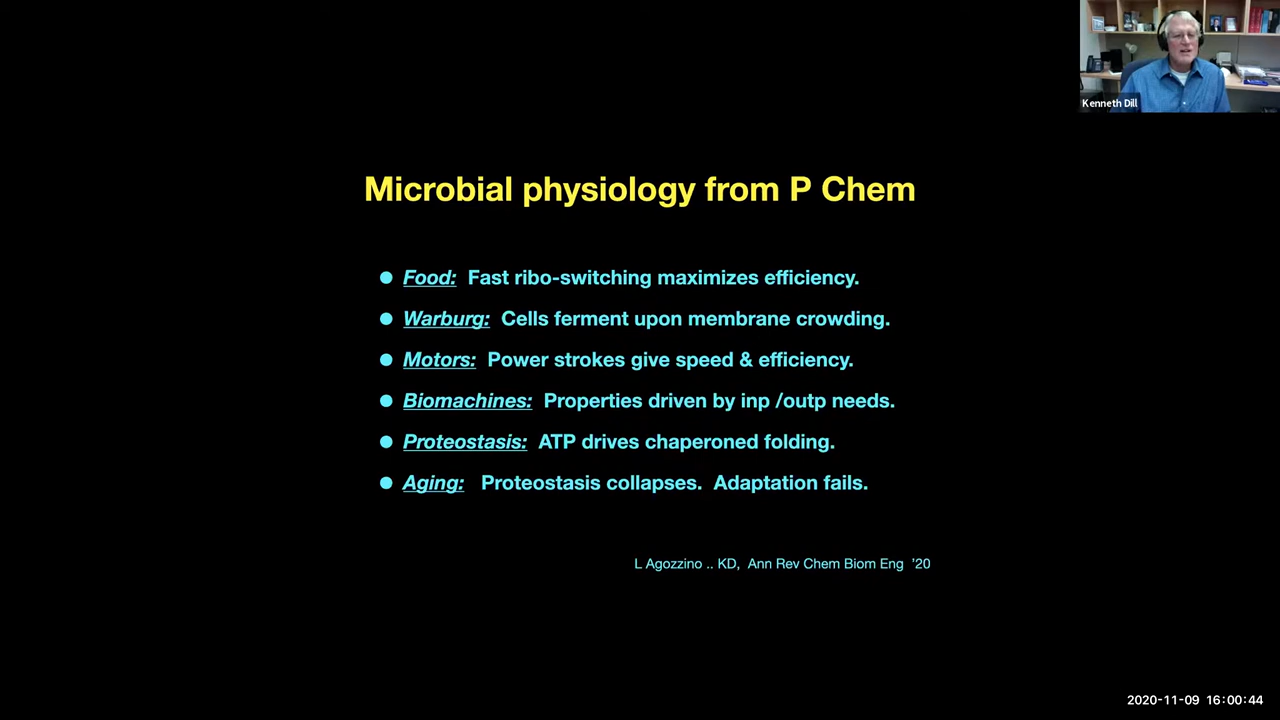 Kenneth Dill
Microbial physiology from P Chem
● Food: Fast ribo-switching maximizes efficiency.
● Warburg: Cells ferment upon membrane crowding.
● Motors: Power strokes give speed & efficiency.
● Biomachines: Properties driven by inp /outp needs.
● Proteostasis: ATP drives chaperoned folding.
● Aging: Proteostasis collapses. Adaptation fails.
L Agozzino .. KD, Ann Rev Chem Biom Eng ’20
2020-11-09 16:00:44